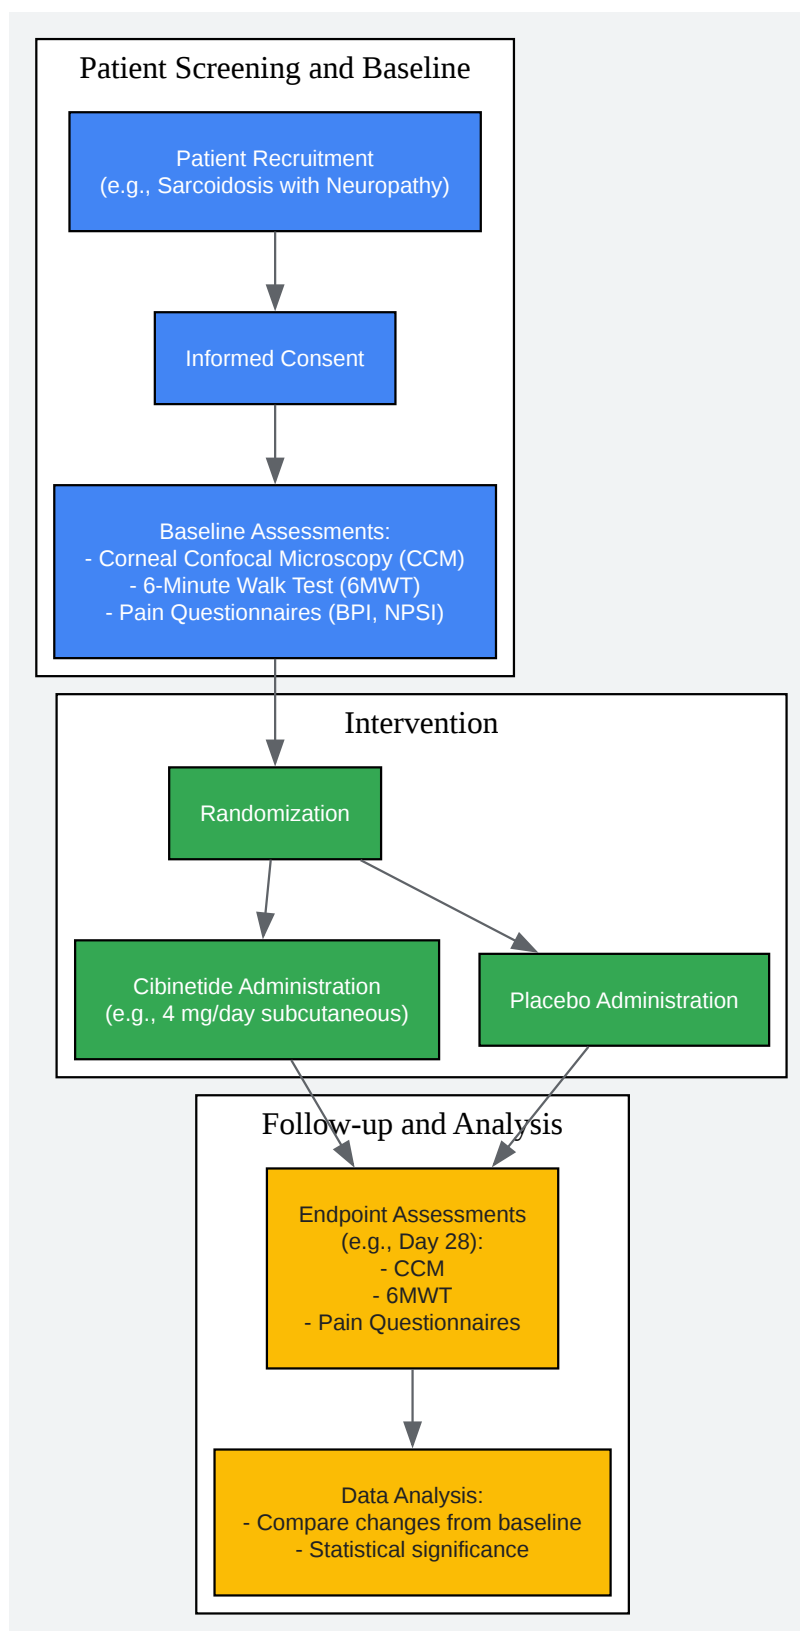 Patient Screening and Baseline
Patient Recruitment
(e.g., Sarcoidosis with Neuropathy)
Informed Consent
Baseline Assessments:
- Corneal Confocal Microscopy (CCM)
- 6-Minute Walk Test (6MWT)
- Pain Questionnaires (BPI, NPSI)
Intervention
Randomization
Cibinetide Administration
(e.g., 4 mg/day subcutaneous)
Placebo Administration
Follow-up and Analysis
Endpoint Assessments
(e.g., Day 28):
- CCM
- 6MWT
- Pain Questionnaires
Data Analysis:
- Compare changes from baseline
- Statistical significance